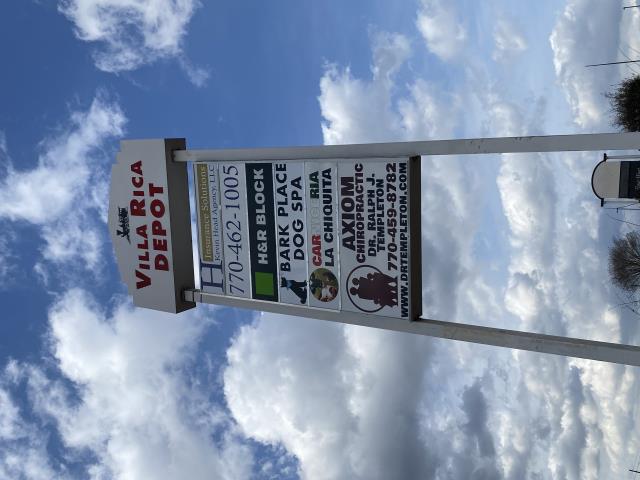 VILLA RICA
DEPOT
H Insurance Solutions
Kevin Head Agency, LLC
770-462-1005
H&R BLOCK
BARK PLACE
DOG SPA
CARNICERIA
LA CHIQUITA
AXIOM
CHIROPRACTIC
DR. RALPH J.
TEMPLETON
770-459-8782
WWW.DRTEMPLETON.COM